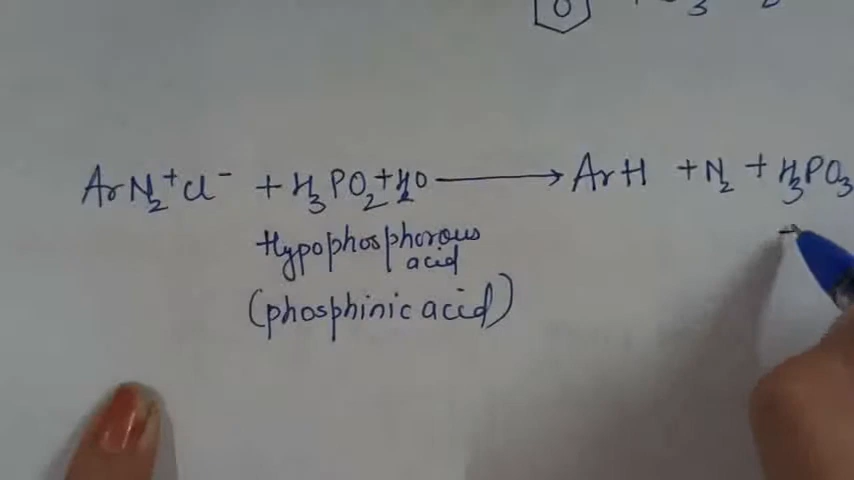 ArN₂⁺Cl⁻ + H₃PO₂ + H₂O ⟶ ArH + N₂ + H₃PO₃
Hypophosphorous
acid
(phosphinic acid)